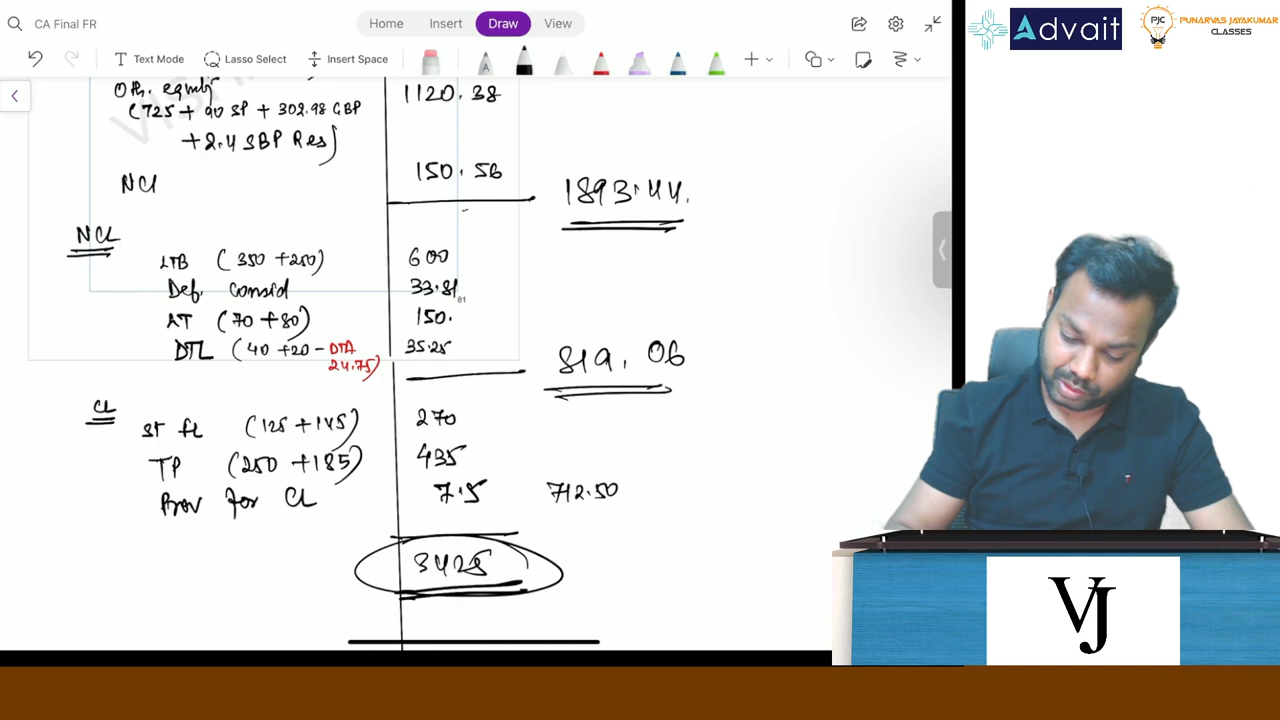 CA Final FR
Home Insert Draw View
Advait
PJC
PUNARVAS JAYAKUMAR
CLASSES
Text Mode Lasso Select Insert Space
Oth. equity 1120.38
(725 + 90 SP + 302.98 GBP
+ 2.4 SBP Res)
NCI 150.56
1893.44.
NCL
LTB (350 + 250) 600
Def. Consid 33.81
81
LT (70 + 80) 150.
DTL (40 + 20 - DTA 24.75) 35.25
819.06
CL
ST FL (125 + 145) 270
TP (250 + 185) 435
Prov for CL 7.5 712.50
3425
VJ